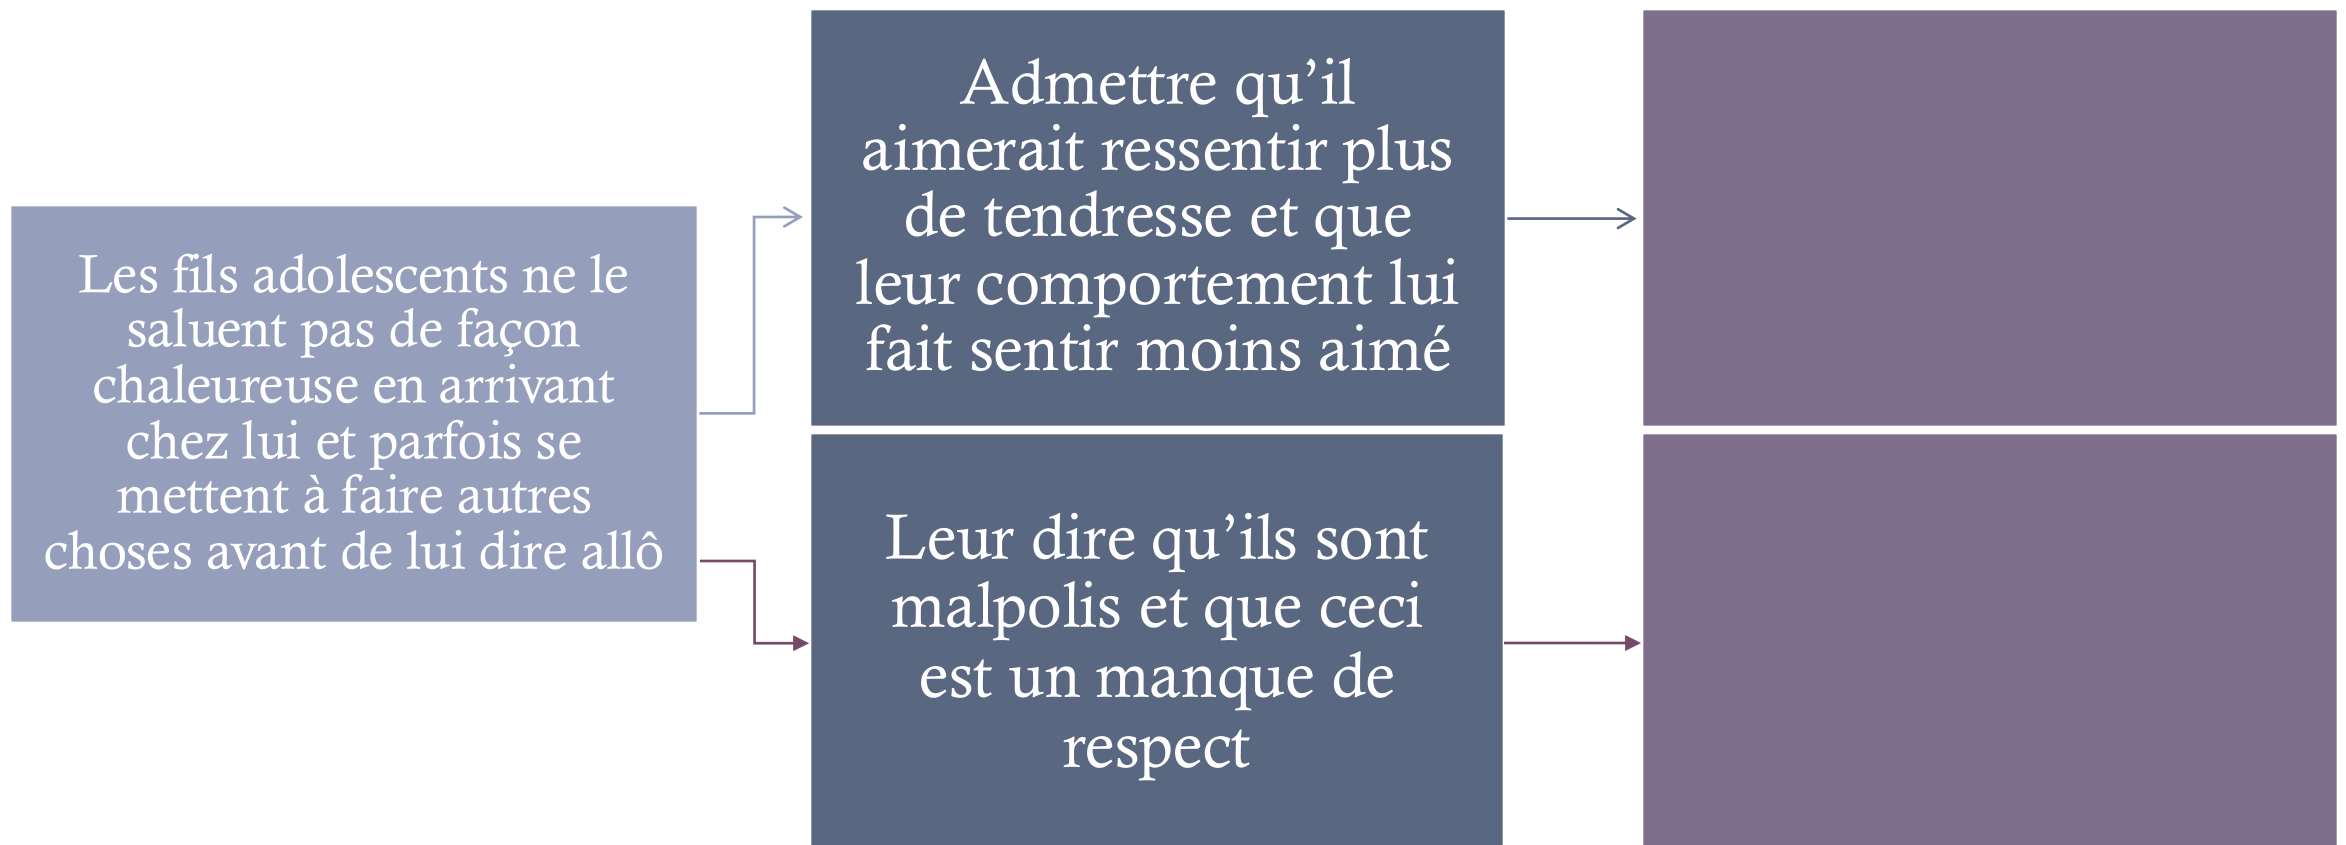 Les fils adolescents ne le
saluent pas de façon
chaleureuse en arrivant
chez lui et parfois se
mettent à faire autres
choses avant de lui dire allô
Admettre qu’il
aimerait ressentir plus
de tendresse et que
leur comportement lui
fait sentir moins aimé
Leur dire qu’ils sont
malpolis et que ceci
est un manque de
respect